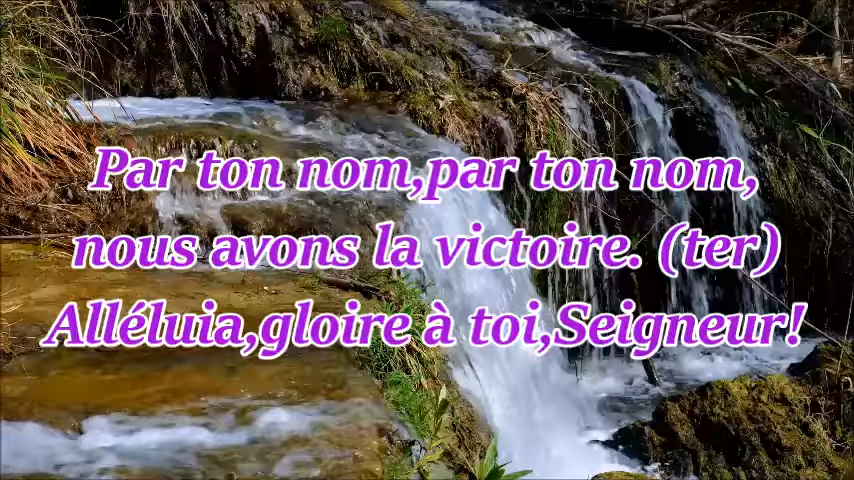 Par ton nom,par ton nom,
nous avons la victoire. (ter)
Alléluia,gloire à toi,Seigneur!